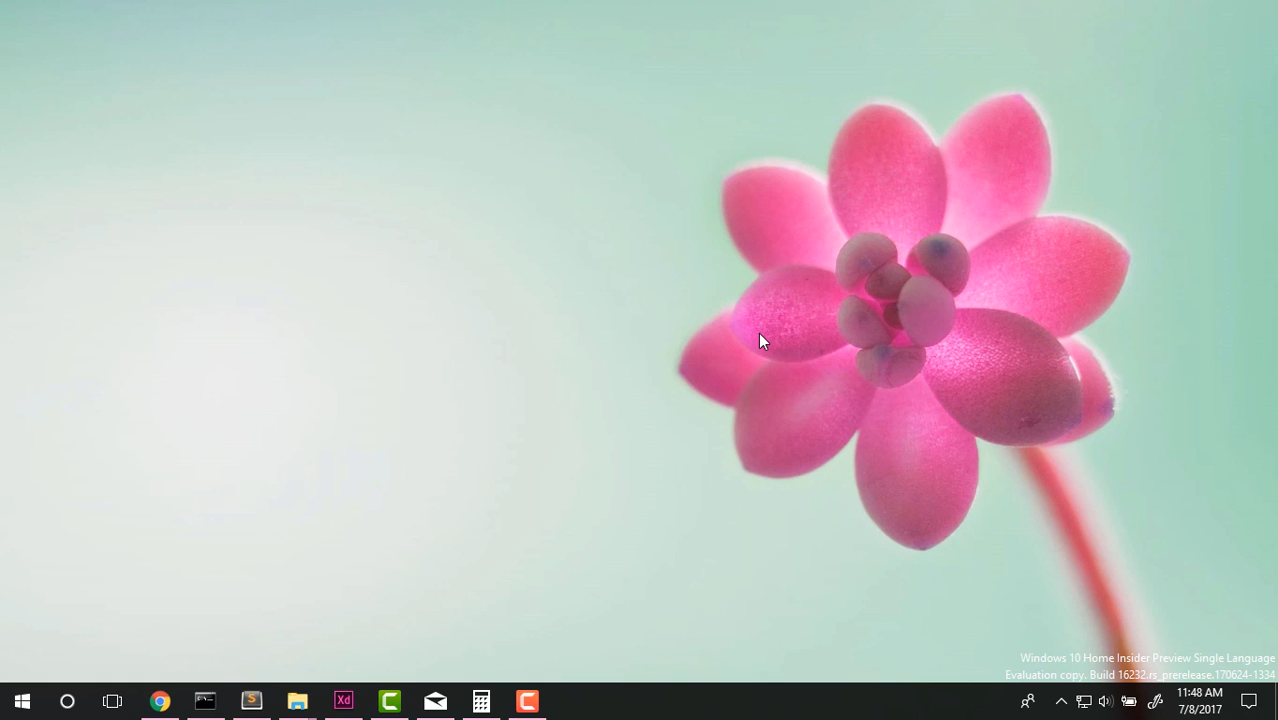 Windows 10 Home Insider Preview Single Language
Evaluation copy. Build 16232.rs_prerelease.170624-1334
Xd
11:48 AM
7/8/2017